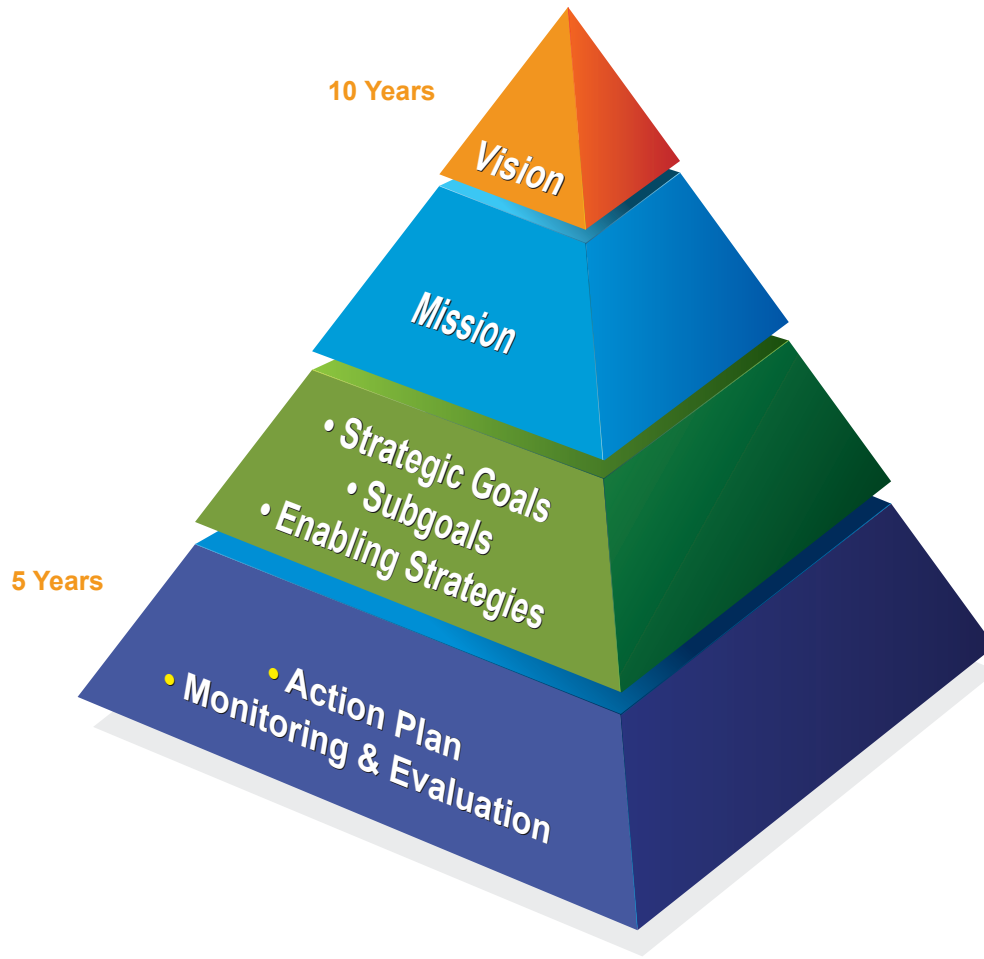 10 Years
Vision
Mission
• Strategic Goals
• Subgoals
• Enabling Strategies
5 Years
• Action Plan
• Monitoring & Evaluation